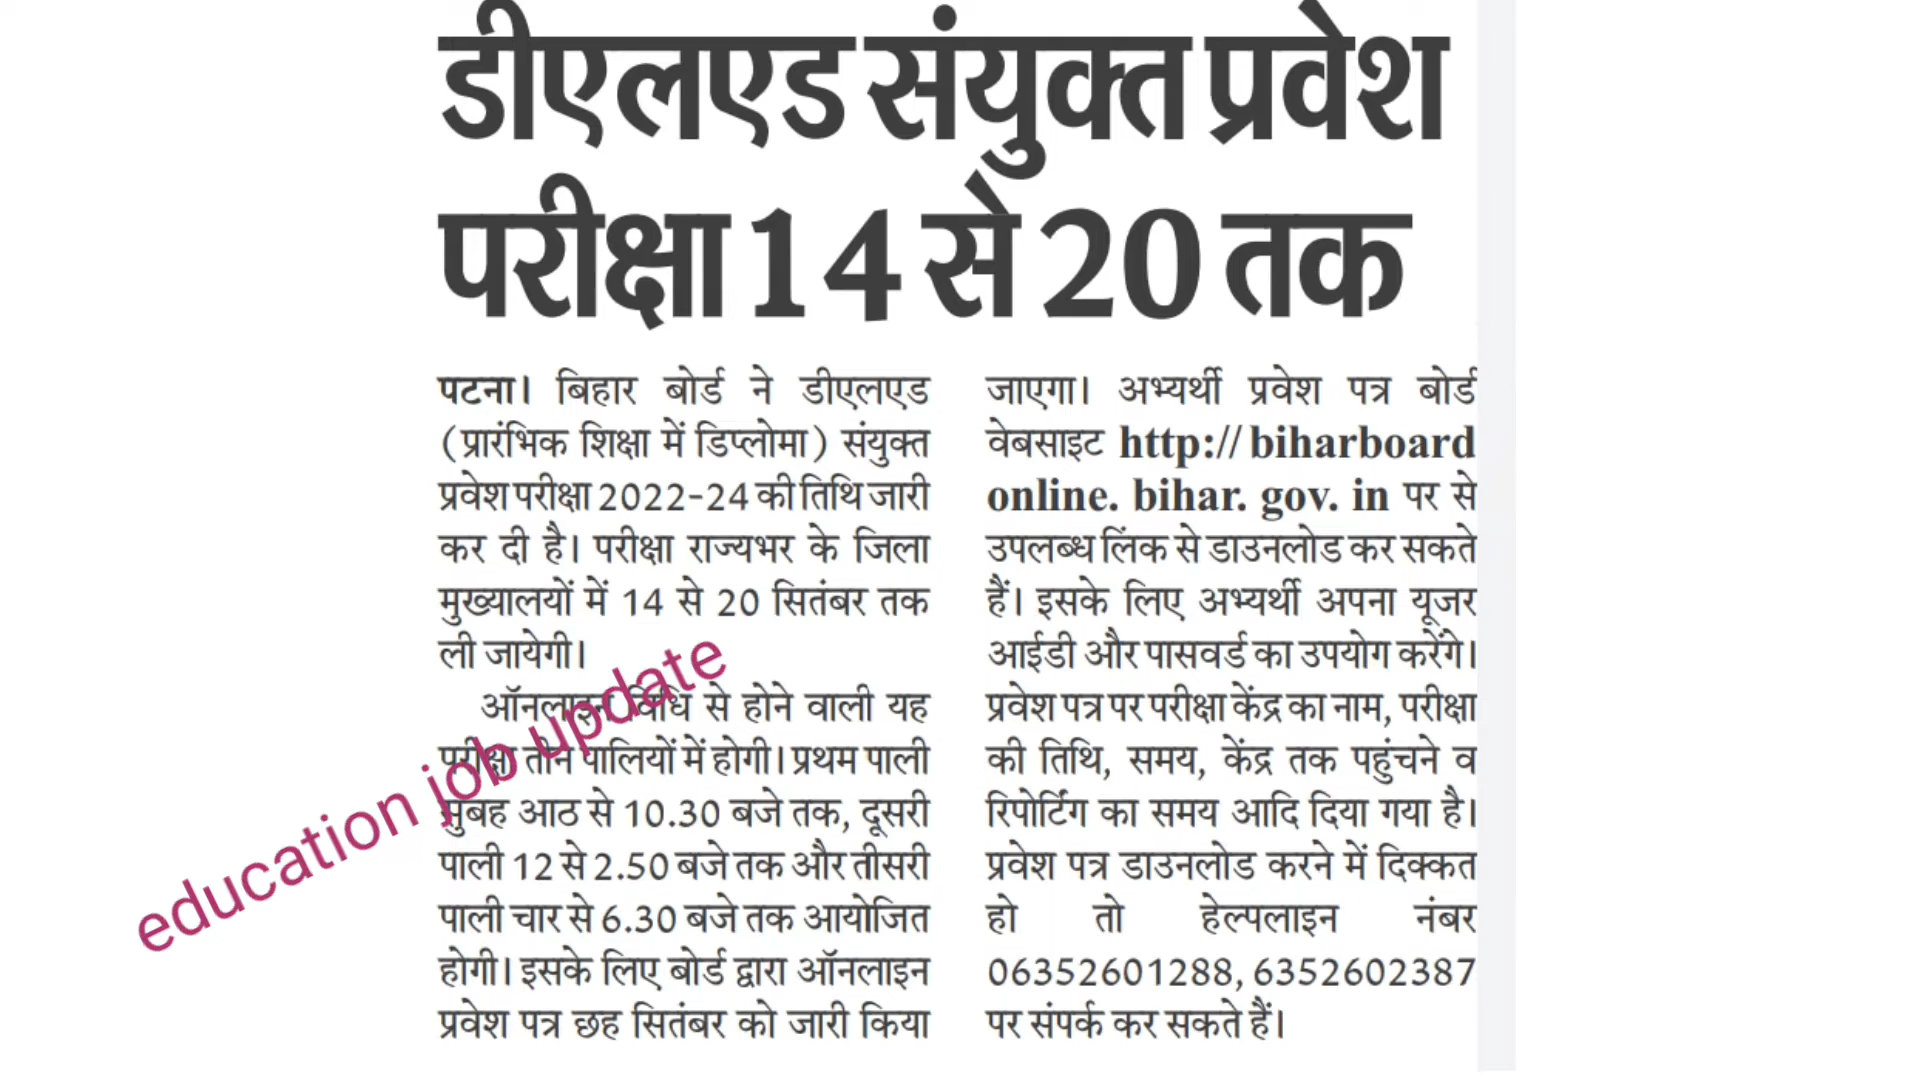 डीएलएड संयुक्त प्रवेश
परीक्षा 14 से 20 तक
पटना। बिहार बोर्ड ने डीएलएड
(प्रारंभिक शिक्षा में डिप्लोमा) संयुक्त
प्रवेश परीक्षा 2022-24 की तिथि जारी
कर दी है। परीक्षा राज्यभर के जिला
मुख्यालयों में 14 से 20 सितंबर तक
ली जायेगी।
ऑनलाइन विधि से होने वाली यह
परीक्षा तीन पालियों में होगी। प्रथम पाली
सुबह आठ से 10.30 बजे तक, दूसरी
पाली 12 से 2.50 बजे तक और तीसरी
पाली चार से 6.30 बजे तक आयोजित
होगी। इसके लिए बोर्ड द्वारा ऑनलाइन
प्रवेश पत्र छह सितंबर को जारी किया
जाएगा। अभ्यर्थी प्रवेश पत्र बोर्ड
वेबसाइट http:// biharboard
online. bihar. gov. in पर से
उपलब्ध लिंक से डाउनलोड कर सकते
हैं। इसके लिए अभ्यर्थी अपना यूजर
आईडी और पासवर्ड का उपयोग करेंगे।
प्रवेश पत्र पर परीक्षा केंद्र का नाम, परीक्षा
की तिथि, समय, केंद्र तक पहुंचने व
रिपोर्टिंग का समय आदि दिया गया है।
प्रवेश पत्र डाउनलोड करने में दिक्कत
हो तो हेल्पलाइन नंबर
06352601288, 6352602387
पर संपर्क कर सकते हैं।
education job update